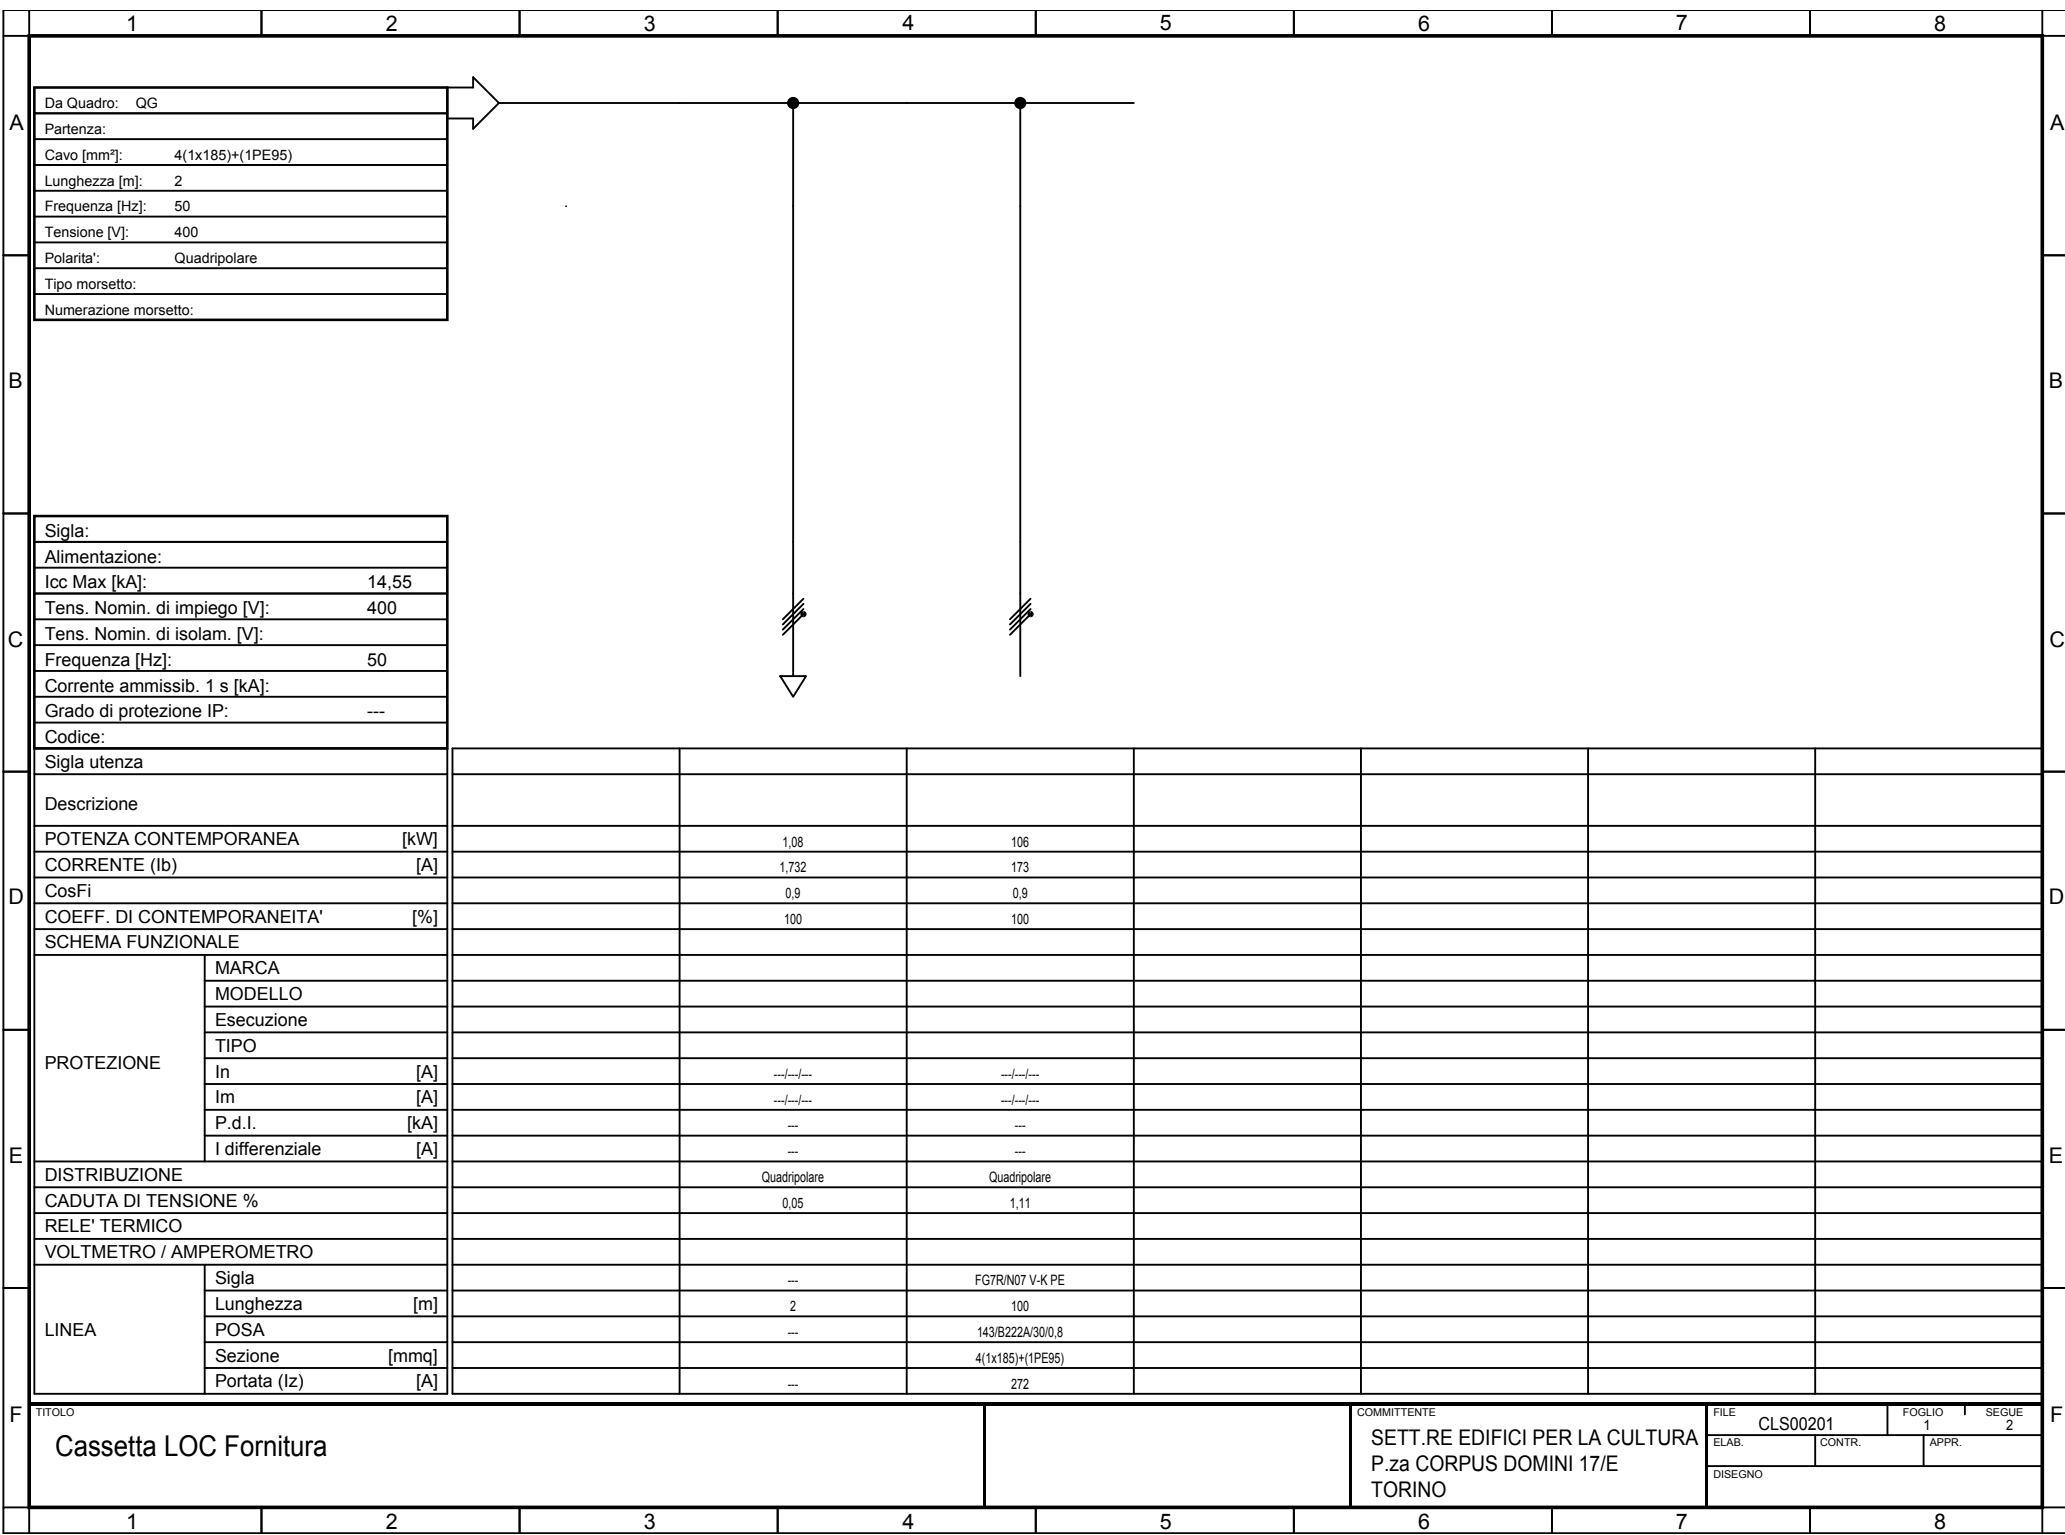 1 2 3 4 5 6 7 8
A A
Da Quadro: QG
Partenza:
Cavo [mm²]: 4(1x185)+(1PE95)
Lunghezza [m]: 2
Frequenza [Hz]: 50
Tensione [V]: 400
Polarita': Quadripolare
Tipo morsetto:
Numerazione morsetto:
B B
Sigla:
Alimentazione:
Icc Max [kA]: 14,55
Tens. Nomin. di impiego [V]: 400
Tens. Nomin. di isolam. [V]:
C C
Frequenza [Hz]: 50
Corrente ammissib. 1 s [kA]:
Grado di protezione IP: ---
Codice:
Sigla utenza
Descrizione
POTENZA CONTEMPORANEA [kW] 1,08 106
CORRENTE (Ib) [A] 1,732 173
D D
CosFi 0,9 0,9
COEFF. DI CONTEMPORANEITA' [%] 100 100
SCHEMA FUNZIONALE
PROTEZIONE
MARCA
MODELLO
Esecuzione
TIPO
In [A] ---/---/--- ---/---/---
Im [A] ---/---/--- ---/---/---
P.d.I. [kA] --- ---
I differenziale [A] --- ---
E E
DISTRIBUZIONE Quadripolare Quadripolare
CADUTA DI TENSIONE % 0,05 1,11
RELE' TERMICO
VOLTMETRO / AMPEROMETRO
LINEA
Sigla --- FG7R/N07 V-K PE
Lunghezza [m] 2 100
POSA --- 143/B222A/30/0,8
Sezione [mmq] 4(1x185)+(1PE95)
Portata (Iz) [A] --- 272
F F
TITOLO
Cassetta LOC Fornitura
COMMITTENTE
SETT.RE EDIFICI PER LA CULTURA
P.za CORPUS DOMINI 17/E
TORINO
FILE CLS00201
FOGLIO 1
SEGUE 2
ELAB. CONTR. APPR.
DISEGNO
1 2 3 4 5 6 7 8